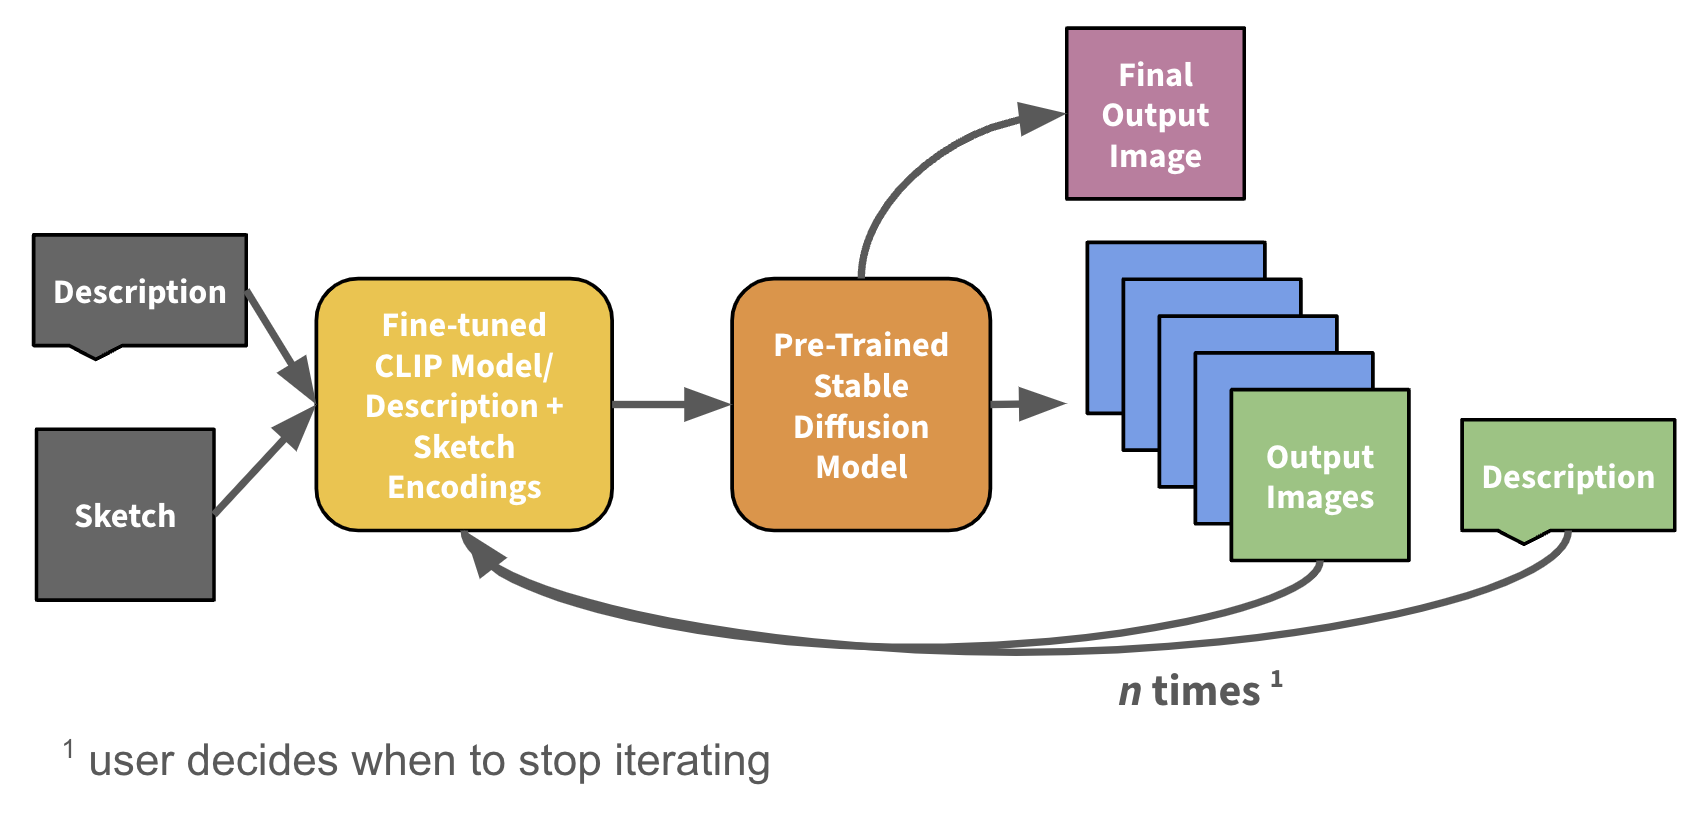 Final
Output
Image
Description
Fine-tuned
CLIP Model/
Description +
Sketch
Encodings
Pre-Trained
Stable
Diffusion
Model
Sketch
Output
Images
Description
n times ¹
¹ user decides when to stop iterating